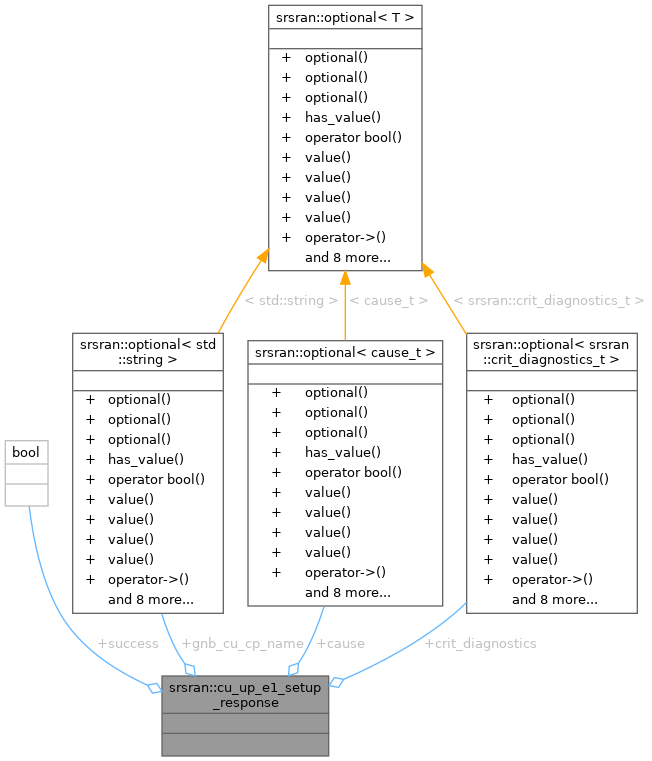 srsran::optional< T >
+ optional()
+ optional()
+ optional()
+ has_value()
+ operator bool()
+ value()
+ value()
+ value()
+ value()
+ operator->()
and 8 more...
< std::string >
< cause_t >
< srsran::crit_diagnostics_t >
srsran::optional< std
::string >
+ optional()
+ optional()
+ optional()
+ has_value()
+ operator bool()
+ value()
+ value()
+ value()
+ value()
+ operator->()
and 8 more...
srsran::optional< cause_t >
+ optional()
+ optional()
+ optional()
+ has_value()
+ operator bool()
+ value()
+ value()
+ value()
+ value()
+ operator->()
and 8 more...
srsran::optional< srsran
::crit_diagnostics_t >
+ optional()
+ optional()
+ optional()
+ has_value()
+ operator bool()
+ value()
+ value()
+ value()
+ value()
+ operator->()
and 8 more...
bool
+success
+gnb_cu_cp_name
+cause
+crit_diagnostics
srsran::cu_up_e1_setup
_response